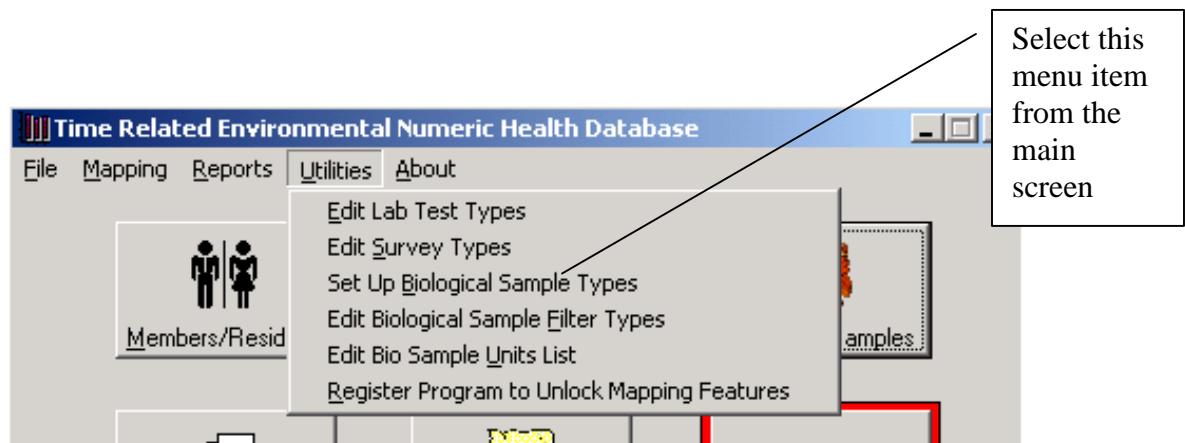 Select this
menu item
from the
main
screen
Time Related Environmental Numeric Health Database
File Mapping Reports Utilities About
Edit Lab Test Types
Edit Survey Types
Set Up Biological Sample Types
Edit Biological Sample Filter Types
Edit Bio Sample Units List
Register Program to Unlock Mapping Features
Members/Resid
amples